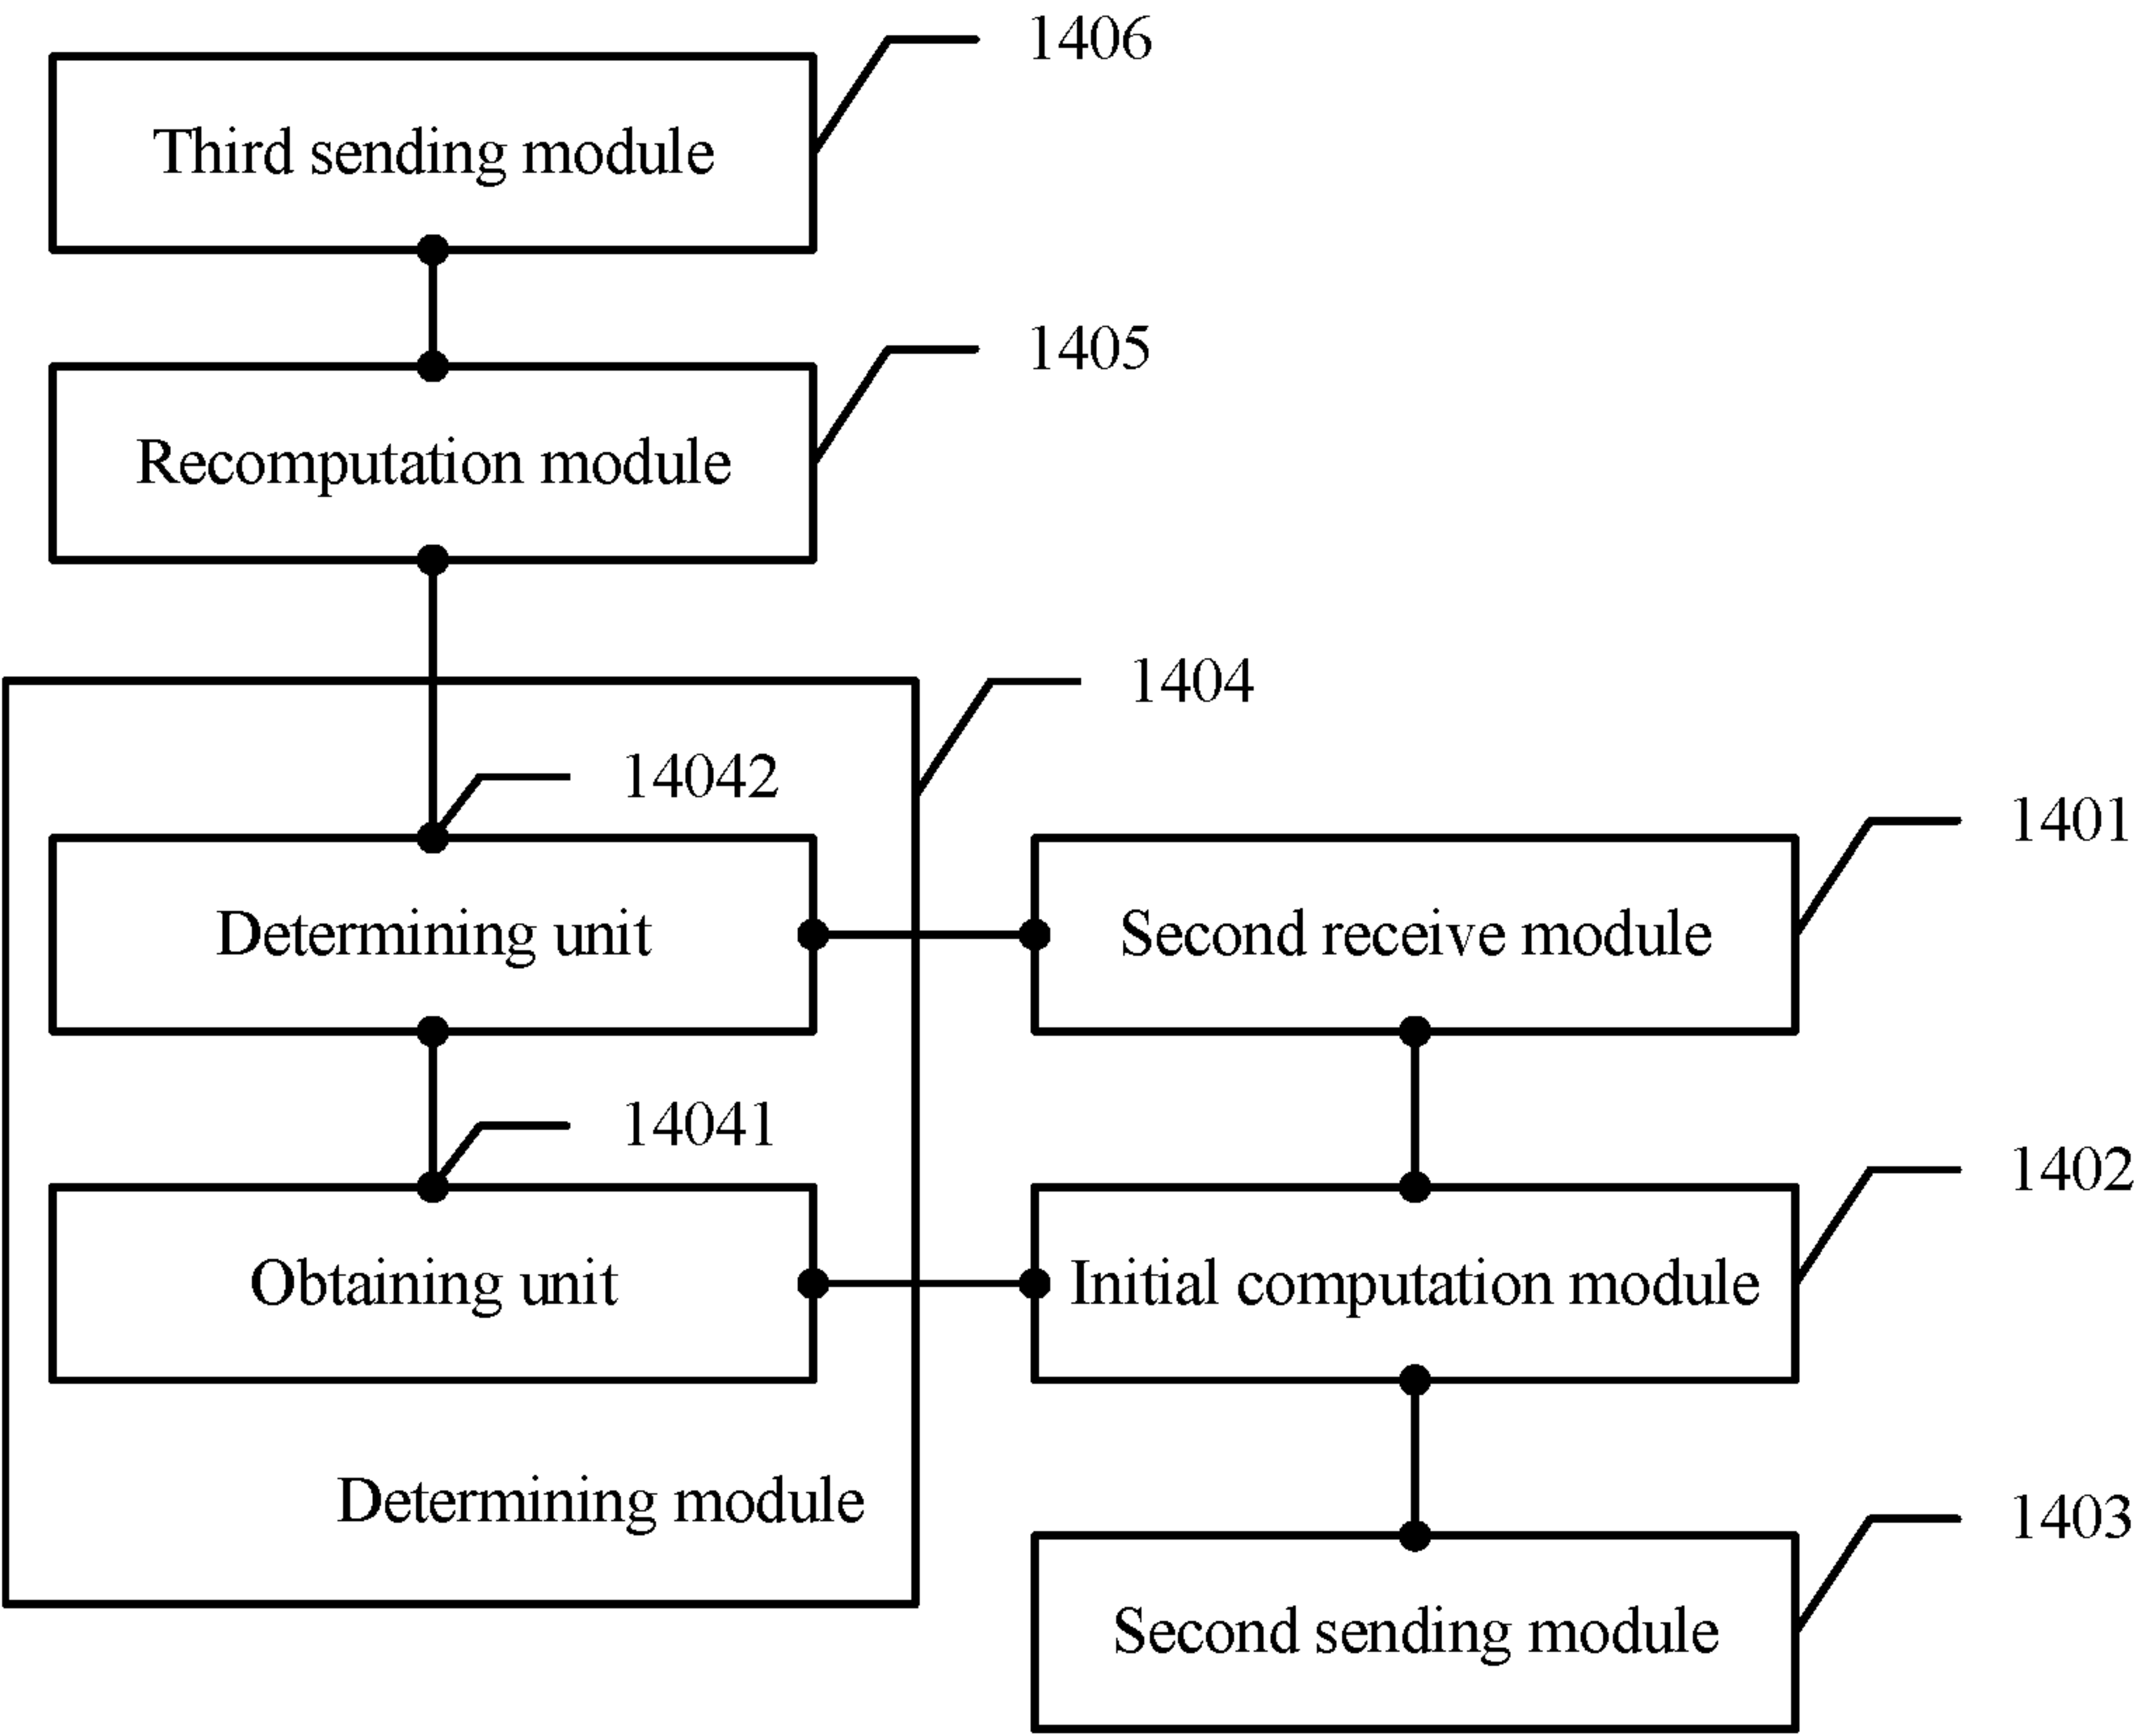 1406
Third sending module
1405
Recomputation module
1404
14042
1401
Determining unit
Second receive module
14041
1402
Obtaining unit
Initial computation module
Determining module
1403
Second sending module